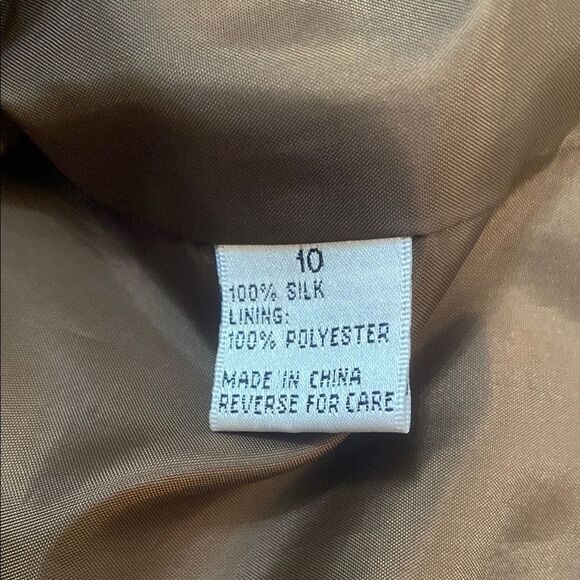 10
100% SILK
LINING:
100% POLYESTER
MADE IN CHINA
REVERSE FOR CARE